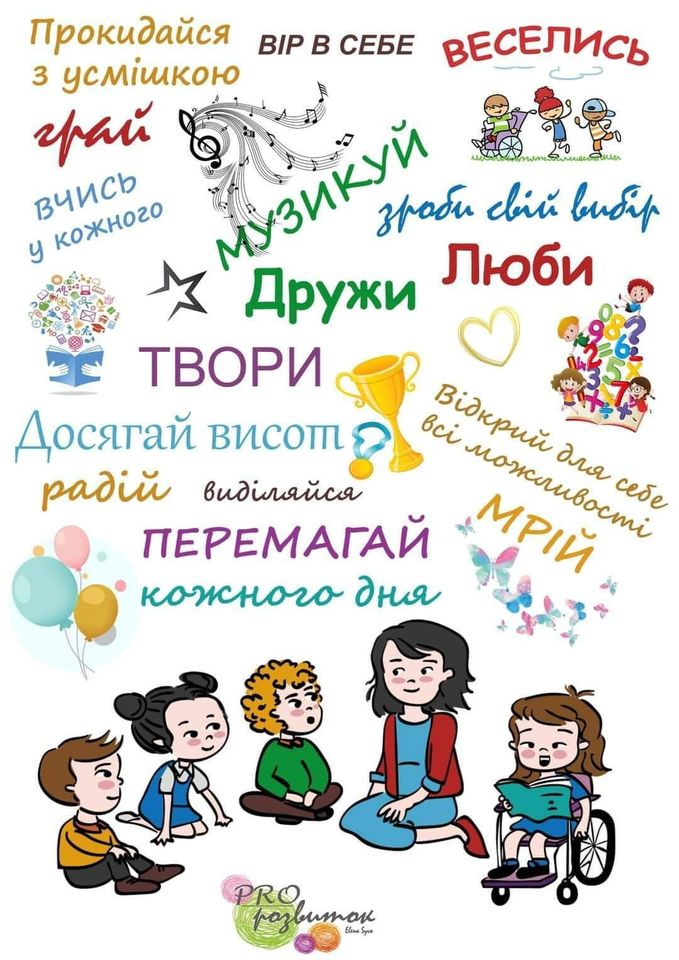 Прокидайся
з усмішкою
ВІР В СЕБЕ
ВЕСЕЛИСЬ
грай
МУЗИКУЙ
ВЧИСЬ
у кожного
зроби свій вибір
Дружи
Люби
ТВОРИ
Досягай висот
Відкрий для себе
всі можливості
радій
виділяйся
МРІЙ
ПЕРЕМАГАЙ
кожного дня
PRO
розвиток